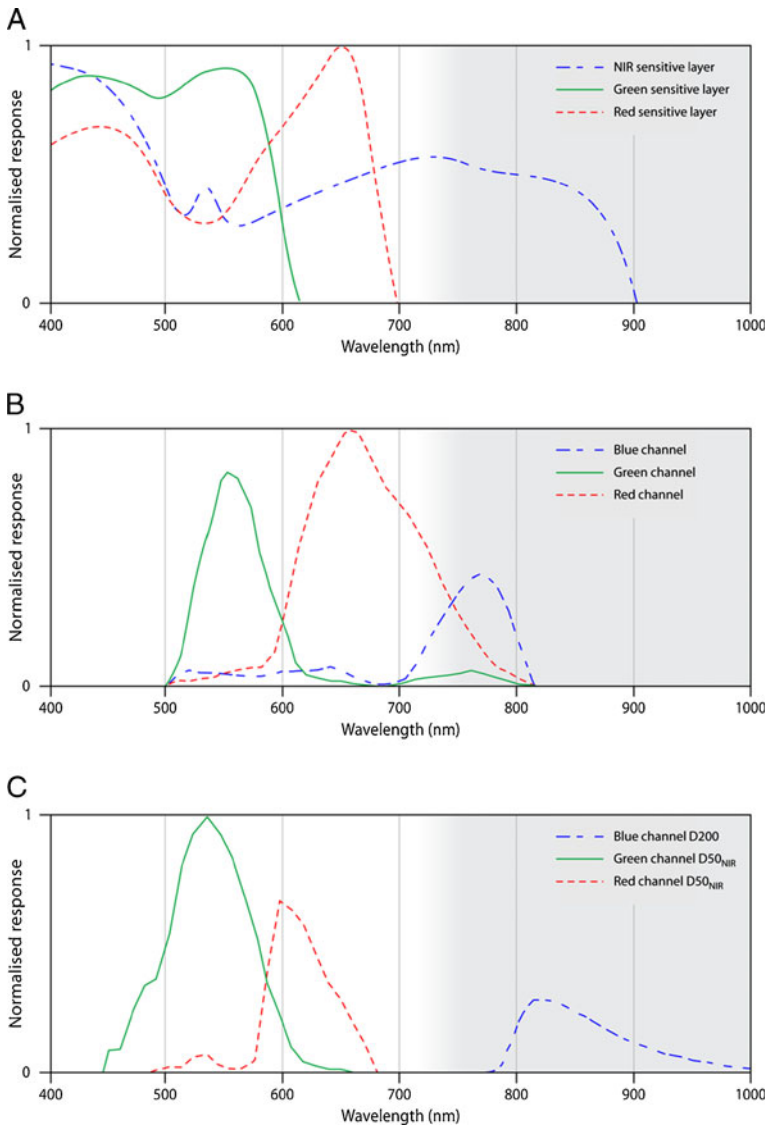 A
1
Normalised response
0
NIR sensitive layer
Green sensitive layer
Red sensitive layer
400 500 600 700 800 900 1000
Wavelength (nm)
B
1
Normalised response
0
Blue channel
Green channel
Red channel
400 500 600 700 800 900 1000
Wavelength (nm)
C
1
Normalised response
0
Blue channel D200
Green channel D50NIR
Red channel D50NIR
400 500 600 700 800 900 1000
Wavelength (nm)